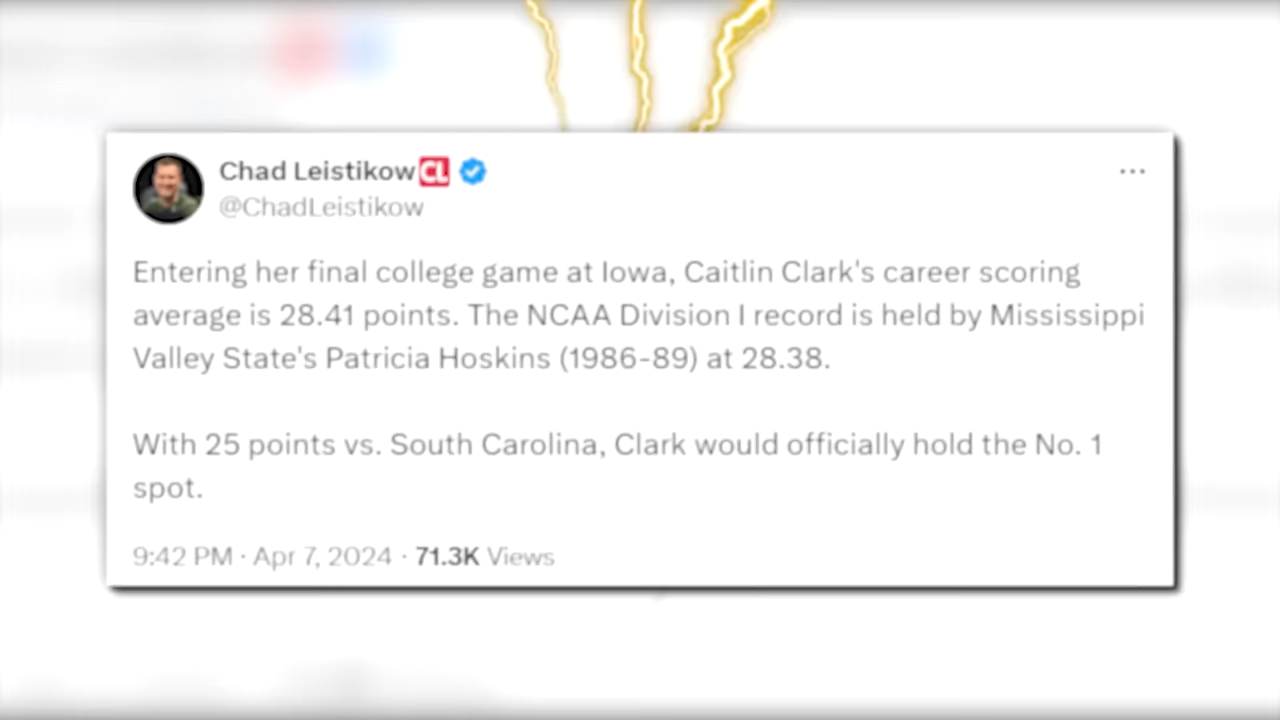 Chad Leistikow CL
@ChadLeistikow
Entering her final college game at Iowa, Caitlin Clark's career scoring
average is 28.41 points. The NCAA Division I record is held by Mississippi
Valley State's Patricia Hoskins (1986-89) at 28.38.
With 25 points vs. South Carolina, Clark would officially hold the No. 1
spot.
9:42 PM · Apr 7, 2024 · 71.3K Views